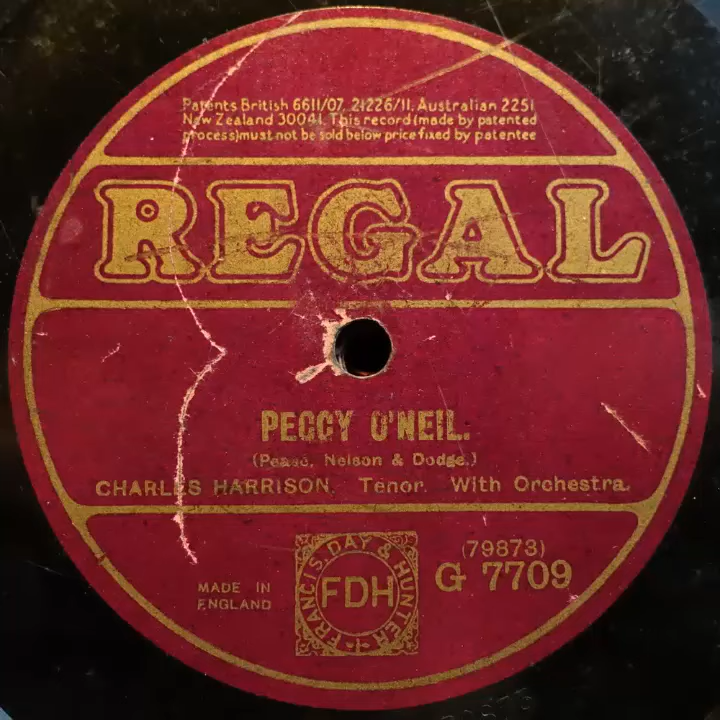 Patents British 6611/07, 21226/11, Australian 2251
New Zealand 30041. This record (made by patented
process) must not be sold below price fixed by patentee
REGAL
PEGGY O'NEIL.
(Pease, Nelson & Dodge.)
CHARLES HARRISON, Tenor. With Orchestra.
MADE IN
ENGLAND
FRANCIS, DAY & HUNTER
FDH
(79873)
G 7709